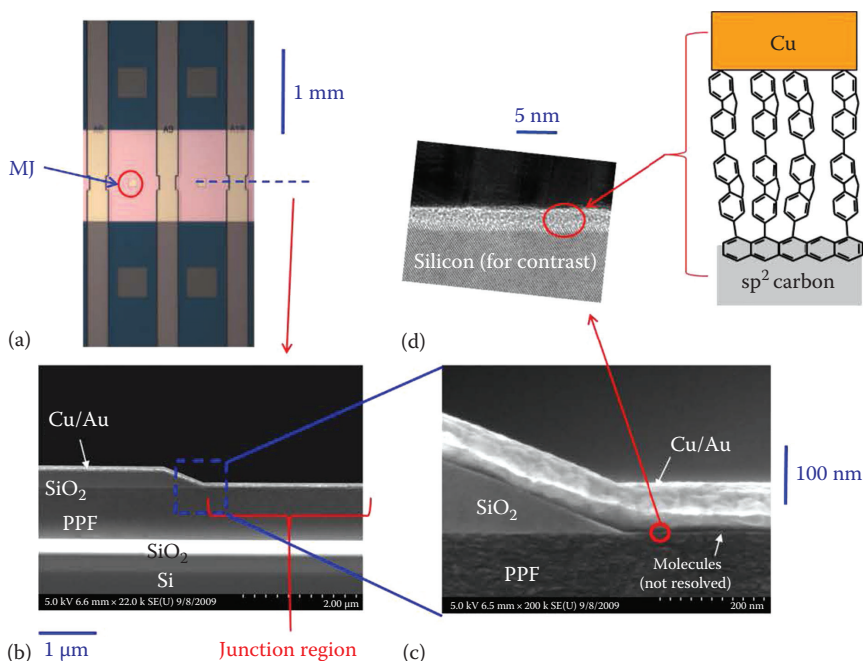 1 mm
MJ
(a)
5 nm
Silicon (for contrast)
Cu
sp² carbon
(d)
Cu/Au
SiO₂
PPF
SiO₂
Si
5.0 kV 6.6 mm × 22.0 k SE(U) 9/8/2009
2.00 μm
(b)
1 μm
Junction region
Cu/Au
100 nm
SiO₂
PPF
Molecules
(not resolved)
5.0 kV 6.5 mm × 200 k SE(U) 9/8/2009
200 nm
(c)